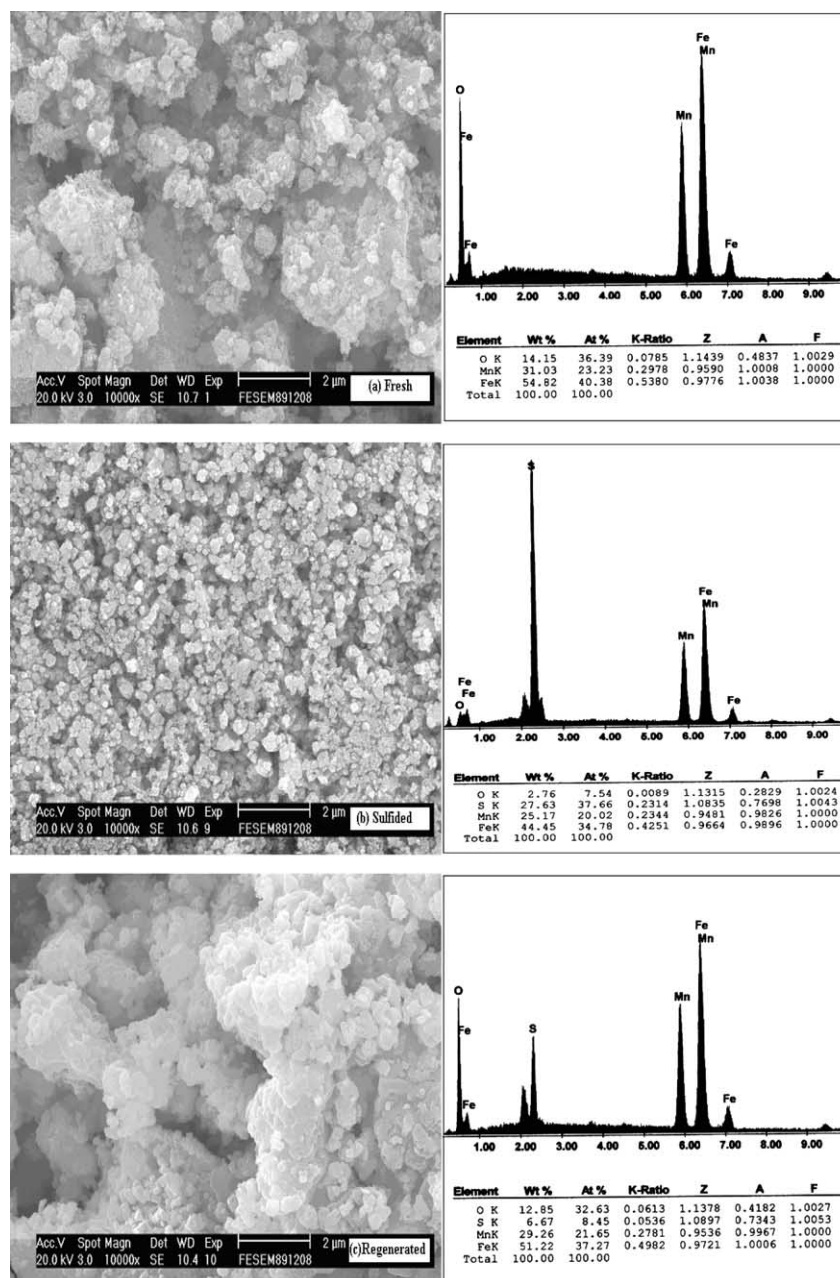 Acc.V Spot Magn Det WD Exp 2 µm (a) Fresh
20.0 kV 3.0 10000x SE 10.7 1 FESEM891208
Fe
Mn
O
Mn
Fe
Fe
Fe
1.00 2.00 3.00 4.00 5.00 6.00 7.00 8.00 9.00
Element Wt % At % K-Ratio Z A F
O K 14.15 36.39 0.0785 1.1439 0.4837 1.0029
MnK 31.03 23.23 0.2978 0.9590 1.0008 1.0000
FeK 54.82 40.38 0.5380 0.9776 1.0038 1.0000
Total 100.00 100.00
Acc.V Spot Magn Det WD Exp 2 µm (b) Sulfided
20.0 kV 3.0 10000x SE 10.6 9 FESEM891208
S
Fe
Mn
Mn
Fe
Fe
O
Fe
1.00 2.00 3.00 4.00 5.00 6.00 7.00 8.00 9.00
Element Wt % At % K-Ratio Z A F
O K 2.76 7.54 0.0089 1.1315 0.2829 1.0024
S K 27.63 37.66 0.2314 1.0835 0.7698 1.0043
MnK 25.17 20.02 0.2344 0.9481 0.9826 1.0000
FeK 44.45 34.78 0.4251 0.9664 0.9896 1.0000
Total 100.00 100.00
Acc.V Spot Magn Det WD Exp 2 µm (c)Regenerated
20.0 kV 3.0 10000x SE 10.4 10 FESEM891208
Fe
Mn
O
Mn
Fe
S
Fe
Fe
1.00 2.00 3.00 4.00 5.00 6.00 7.00 8.00 9.00
Element Wt % At % K-Ratio Z A F
O K 12.85 32.63 0.0613 1.1378 0.4182 1.0027
S K 6.67 8.45 0.0536 1.0897 0.7343 1.0053
MnK 29.26 21.65 0.2781 0.9536 0.9967 1.0000
FeK 51.22 37.27 0.4982 0.9721 1.0006 1.0000
Total 100.00 100.00